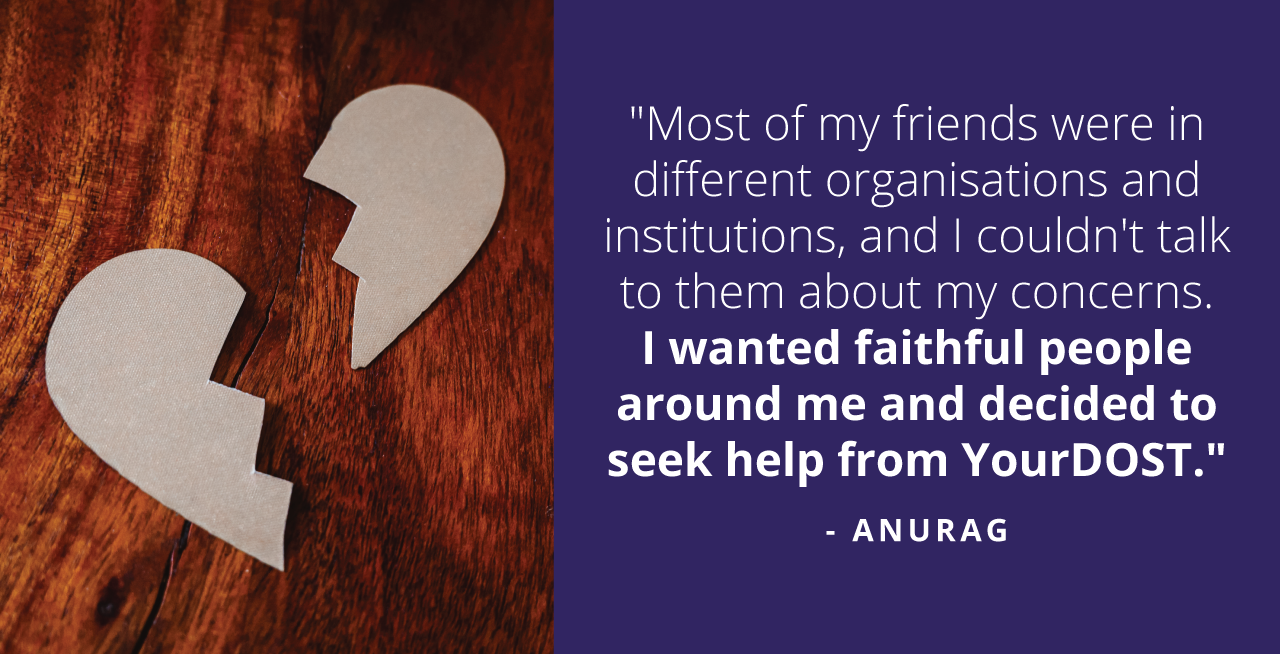 "Most of my friends were in
different organisations and
institutions, and I couldn't talk
to them about my concerns.
I wanted faithful people
around me and decided to
seek help from YourDOST."
- ANURAG